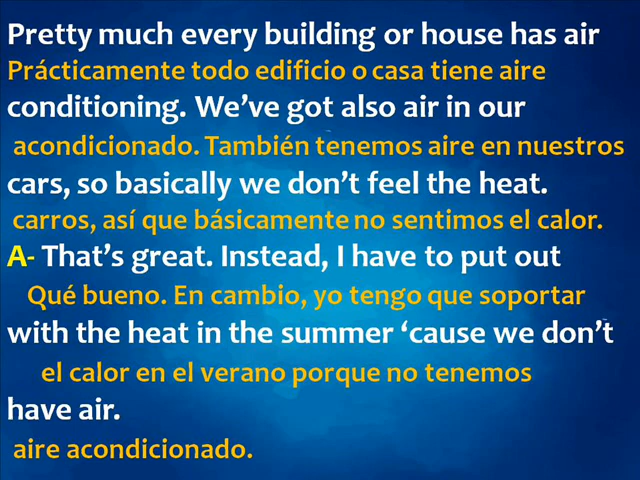 Pretty much every building or house has air
Prácticamente todo edificio o casa tiene aire
conditioning. We’ve got also air in our
acondicionado. También tenemos aire en nuestros
cars, so basically we don’t feel the heat.
carros, así que básicamente no sentimos el calor.
A- That’s great. Instead, I have to put out
Qué bueno. En cambio, yo tengo que soportar
with the heat in the summer ‘cause we don’t
el calor en el verano porque no tenemos
have air.
aire acondicionado.